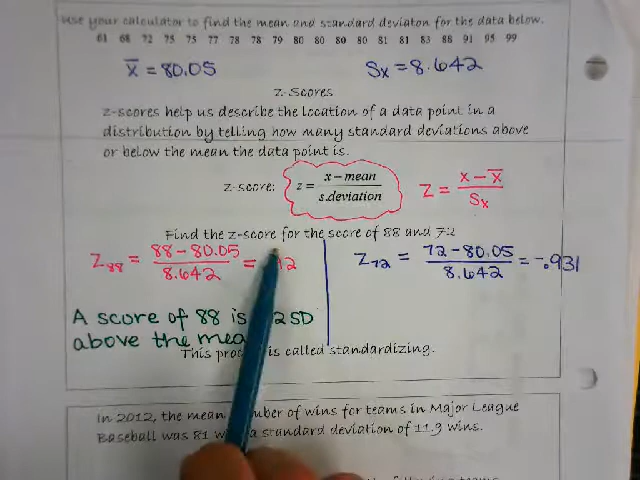 use your calculator to find the mean and standard deviaton for the data below.
61 68 72 75 75 77 78 78 79 80 80 80 81 81 83 88 91 95 99
x̄ = 80.05 Sx = 8.642
z-Scores
z-scores help us describe the location of a data point in a
distribution by telling how many standard deviations above
or below the mean the data point is.
z-score: z = x − mean / s.deviation z = x − x̄ / Sx
Find the z-score for the score of 88 and 72
Z88 = 88 − 80.05 / 8.642 = Z72 = 72 − 80.05 / 8.642 = −.931
A score of 88 is SD
above the
This is called standardizing.
In 2012, the mean of wins for teams in Major League
Baseball was 81 standard deviation of 11.9 wins.